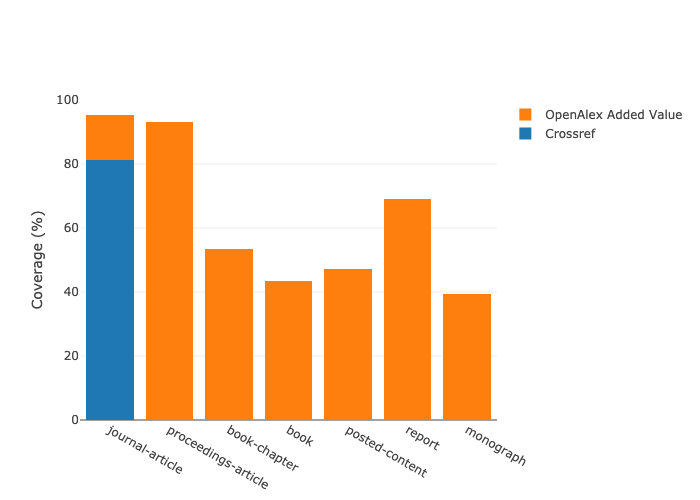 100
80
60
40
20
0
Coverage (%)
journal-article
proceedings-article
book-chapter
book
posted-content
report
monograph
OpenAlex Added Value
Crossref